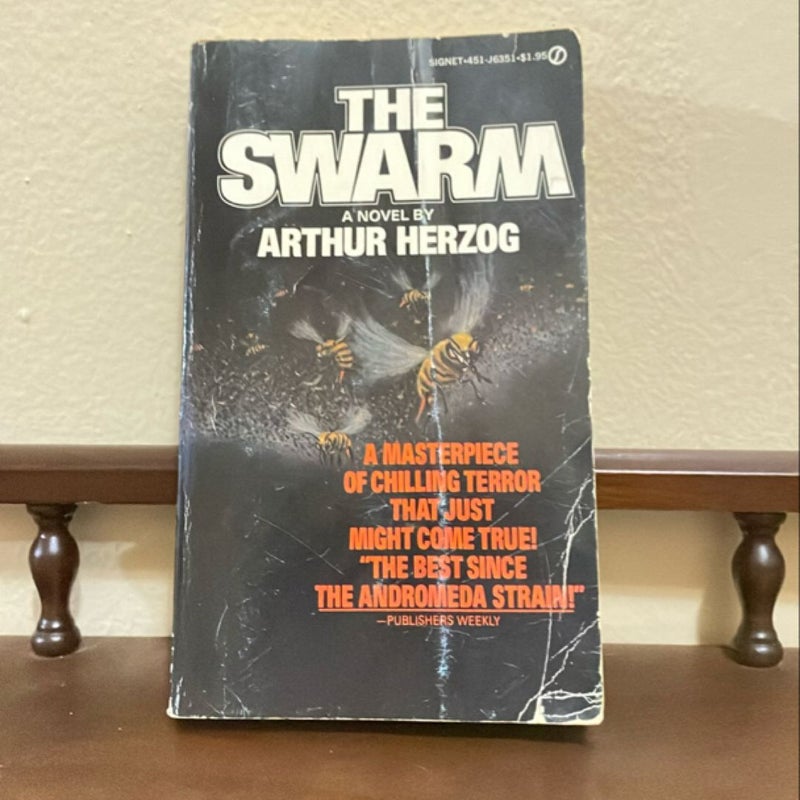 SIGNET•451-J6351•$1.95
THE
SWARM
A NOVEL BY
ARTHUR HERZOG
A MASTERPIECE
OF CHILLING TERROR
THAT JUST
MIGHT COME TRUE!
“THE BEST SINCE
THE ANDROMEDA STRAIN!”
—PUBLISHERS WEEKLY